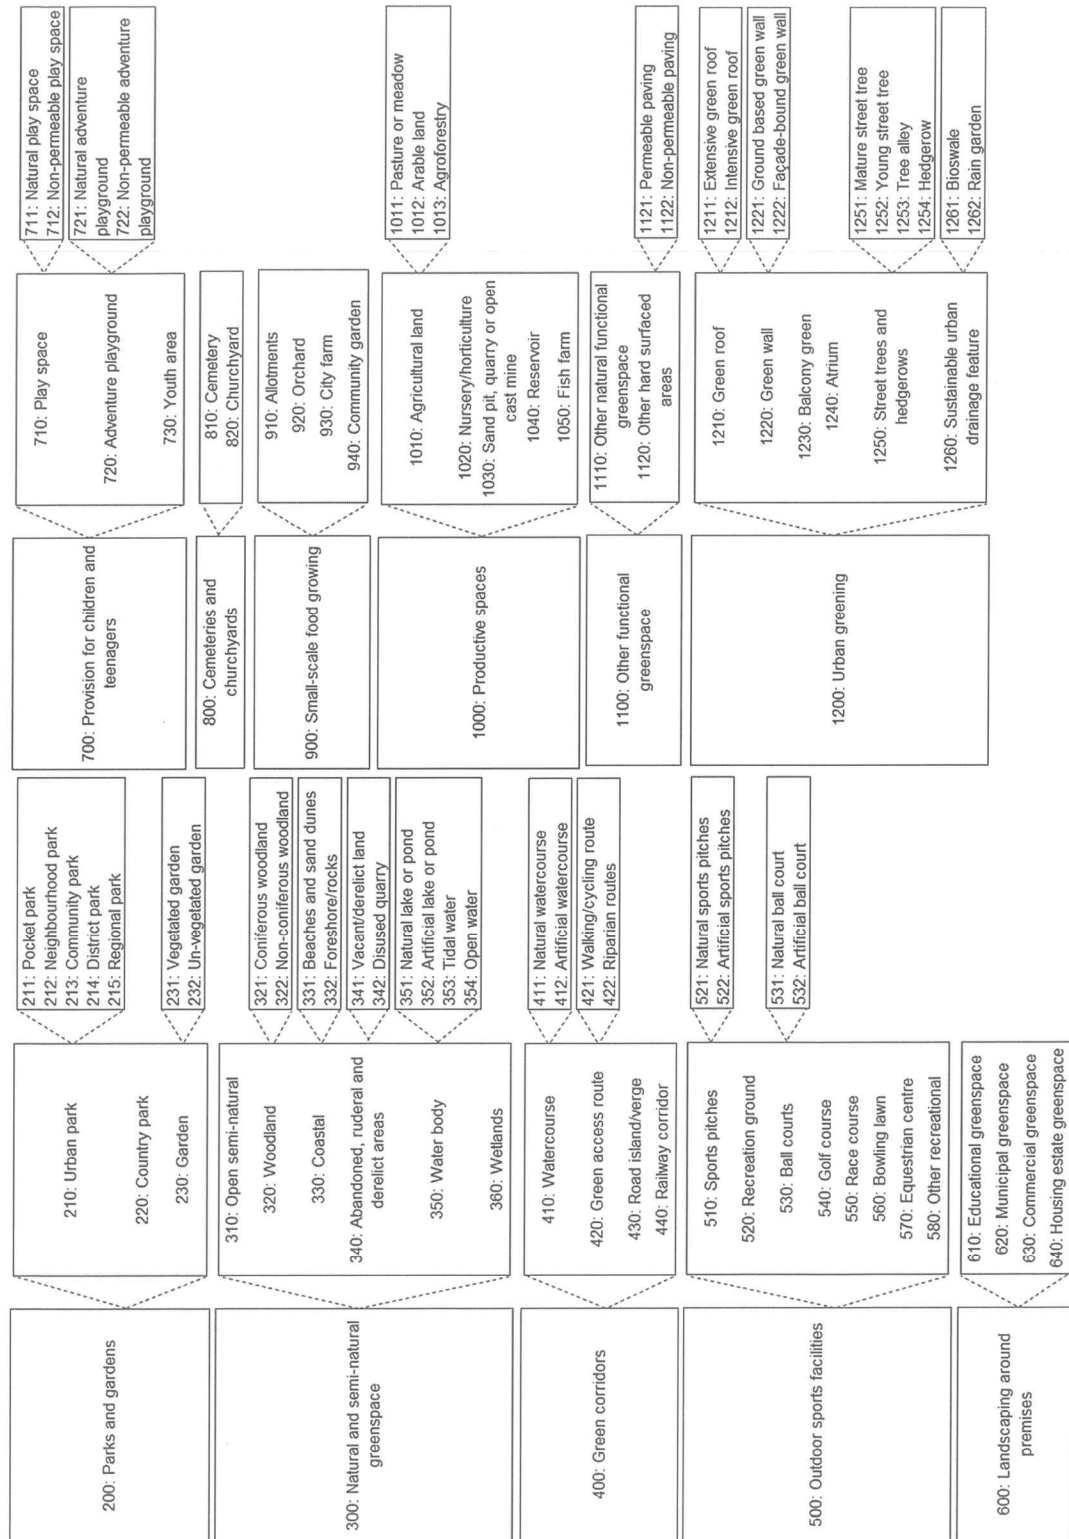 200: Parks and gardens
210: Urban park
220: Country park
230: Garden
211: Pocket park
212: Neighbourhood park
213: Community park
214: District park
215: Regional park
231: Vegetated garden
232: Un-vegetated garden
300: Natural and semi-natural
greenspace
310: Open semi-natural
320: Woodland
330: Coastal
340: Abandoned, ruderal and
derelict areas
350: Water body
360: Wetlands
321: Coniferous woodland
322: Non-coniferous woodland
331: Beaches and sand dunes
332: Foreshore/rocks
341: Vacant/derelict land
342: Disused quarry
351: Natural lake or pond
352: Artificial lake or pond
353: Tidal water
354: Open water
400: Green corridors
410: Watercourse
420: Green access route
430: Road island/verge
440: Railway corridor
411: Natural watercourse
412: Artificial watercourse
421: Walking/cycling route
422: Riparian routes
500: Outdoor sports facilities
510: Sports pitches
520: Recreation ground
530: Ball courts
540: Golf course
550: Race course
560: Bowling lawn
570: Equestrian centre
580: Other recreational
521: Natural sports pitches
522: Artificial sports pitches
531: Natural ball court
532: Artificial ball court
600: Landscaping around
premises
610: Educational greenspace
620: Municipal greenspace
630: Commercial greenspace
640: Housing estate greenspace
700: Provision for children and
teenagers
710: Play space
720: Adventure playground
730: Youth area
711: Natural play space
712: Non-permeable play space
721: Natural adventure
playground
722: Non-permeable adventure
playground
800: Cemeteries and
churchyards
810: Cemetery
820: Churchyard
900: Small-scale food growing
910: Allotments
920: Orchard
930: City farm
940: Community garden
1000: Productive spaces
1010: Agricultural land
1020: Nursery/horticulture
1030: Sand pit, quarry or open
cast mine
1040: Reservoir
1050: Fish farm
1011: Pasture or meadow
1012: Arable land
1013: Agroforestry
1100: Other functional
greenspace
1110: Other natural functional
greenspace
1120: Other hard surfaced
areas
1121: Permeable paving
1122: Non-permeable paving
1200: Urban greening
1210: Green roof
1220: Green wall
1230: Balcony green
1240: Atrium
1250: Street trees and
hedgerows
1260: Sustainable urban
drainage feature
1211: Extensive green roof
1212: Intensive green roof
1221: Ground based green wall
1222: Façade-bound green wall
1251: Mature street tree
1252: Young street tree
1253: Tree alley
1254: Hedgerow
1261: Bioswale
1262: Rain garden